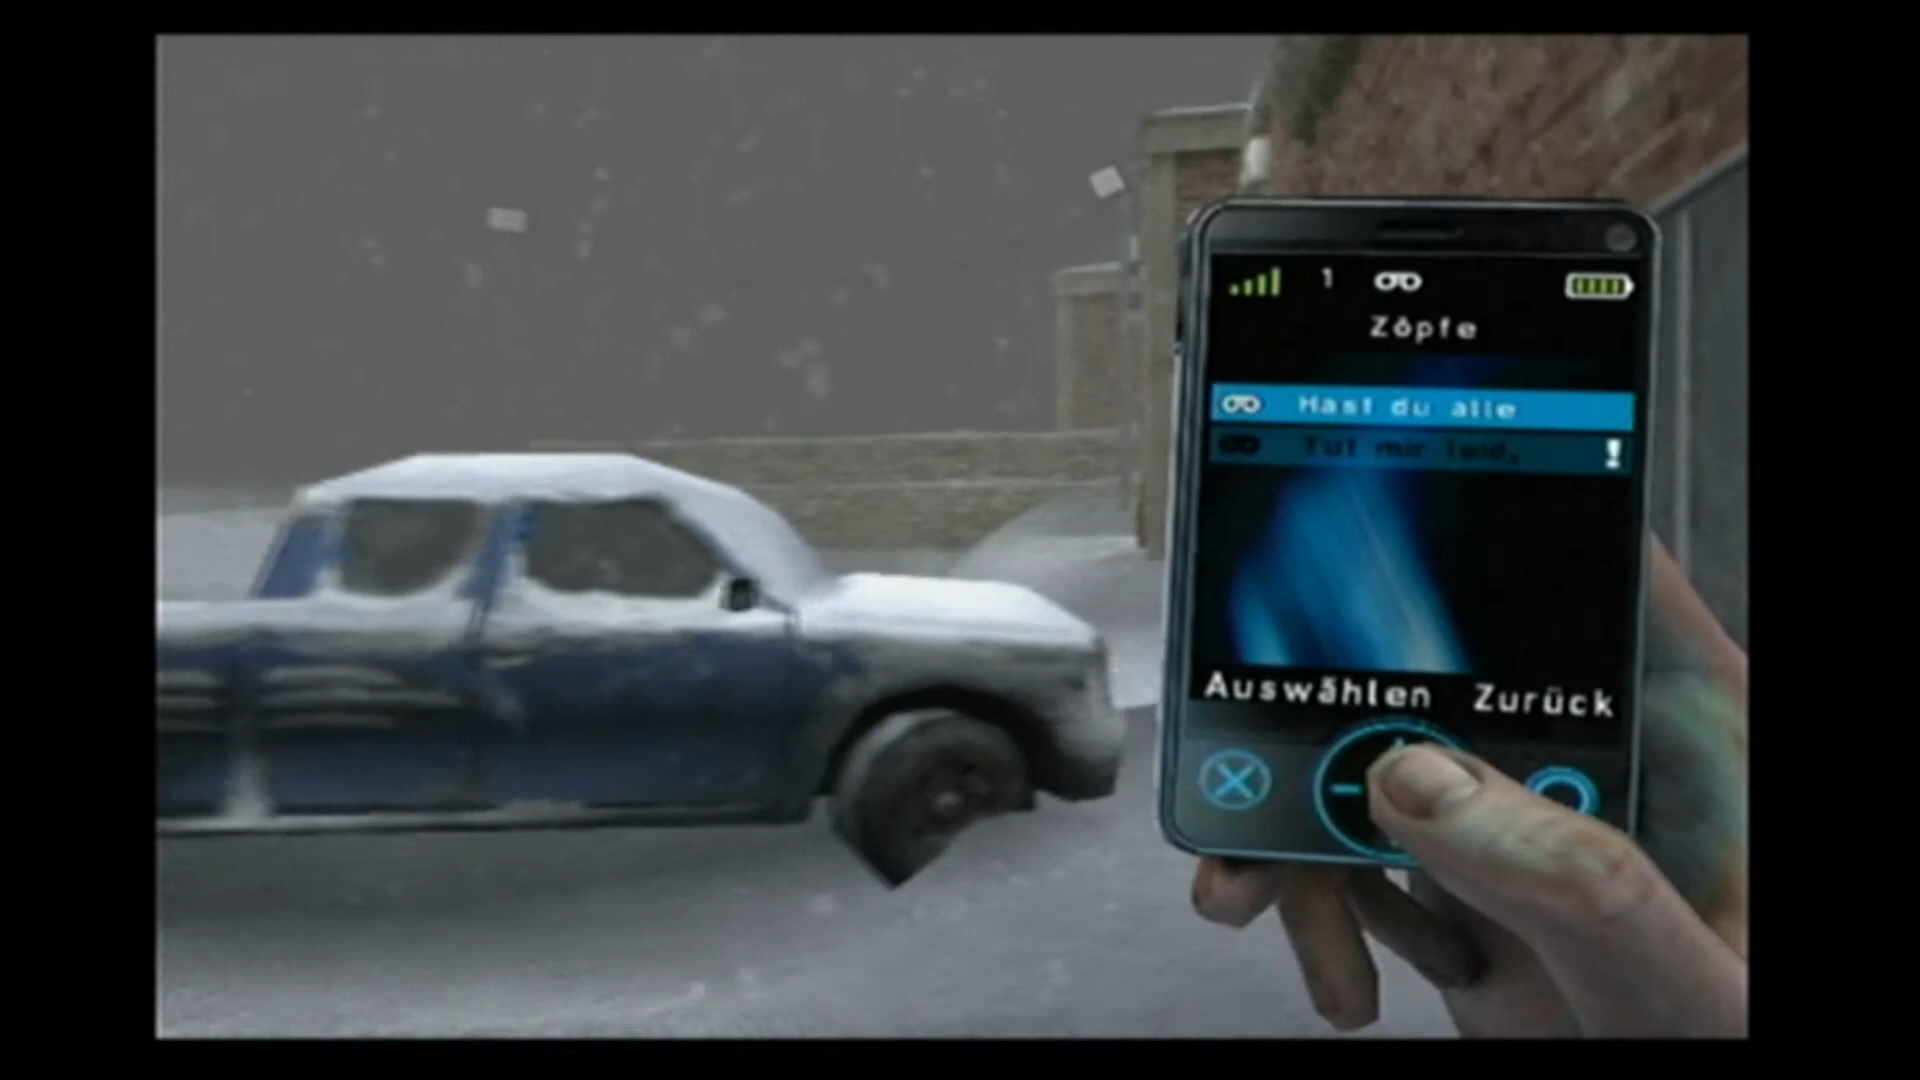 1
Zöpfe
Hast du alle
Tut mir leid,
!
Auswählen Zurück